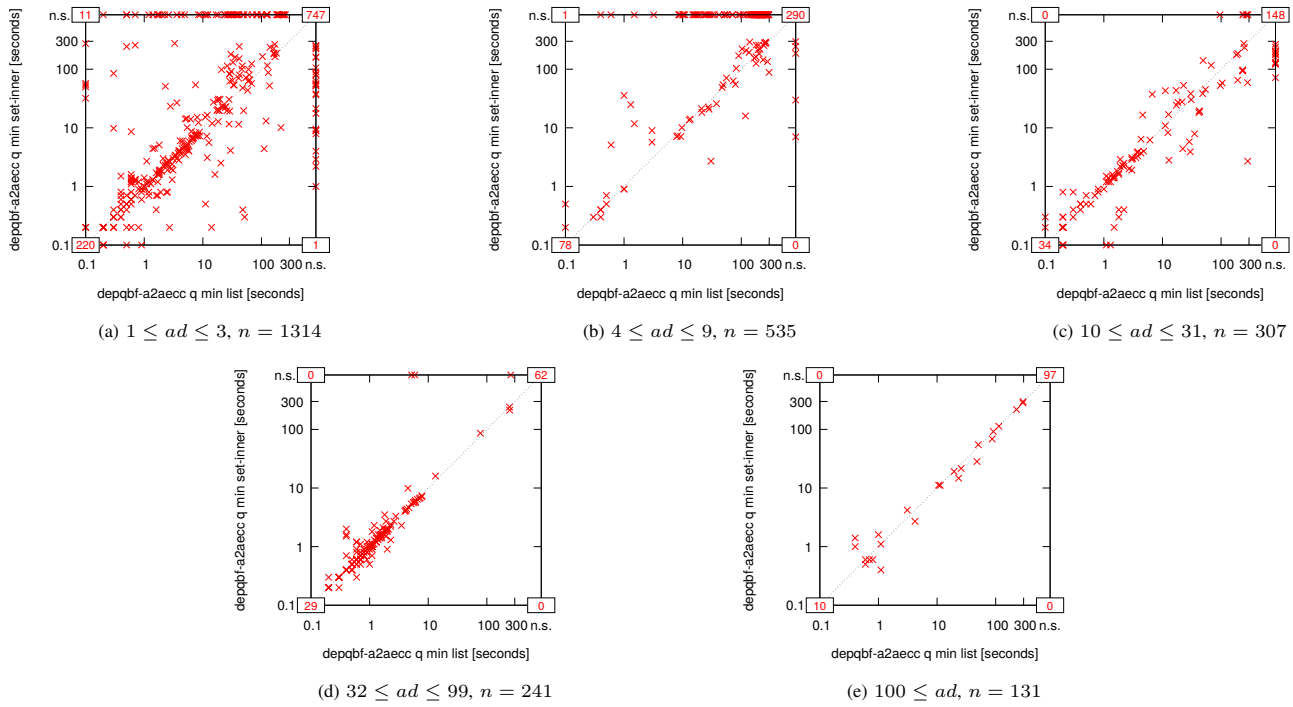 depqbf-a2aecc q min set-inner [seconds]
n.s.
300
100
10
1
0.1
11
747
220
1
0.1 1 10 100 300 n.s.
depqbf-a2aecc q min list [seconds]
(a) 1 ≤ ad ≤ 3, n = 1314
depqbf-a2aecc q min set-inner [seconds]
n.s.
300
100
10
1
0.1
1
290
78
0
0.1 1 10 100 300 n.s.
depqbf-a2aecc q min list [seconds]
(b) 4 ≤ ad ≤ 9, n = 535
depqbf-a2aecc q min set-inner [seconds]
n.s.
300
100
10
1
0.1
0
148
34
0
0.1 1 10 100 300 n.s.
depqbf-a2aecc q min list [seconds]
(c) 10 ≤ ad ≤ 31, n = 307
depqbf-a2aecc q min set-inner [seconds]
n.s.
300
100
10
1
0.1
0
62
29
0
0.1 1 10 100 300 n.s.
depqbf-a2aecc q min list [seconds]
(d) 32 ≤ ad ≤ 99, n = 241
depqbf-a2aecc q min set-inner [seconds]
n.s.
300
100
10
1
0.1
0
97
10
0
0.1 1 10 100 300 n.s.
depqbf-a2aecc q min list [seconds]
(e) 100 ≤ ad, n = 131